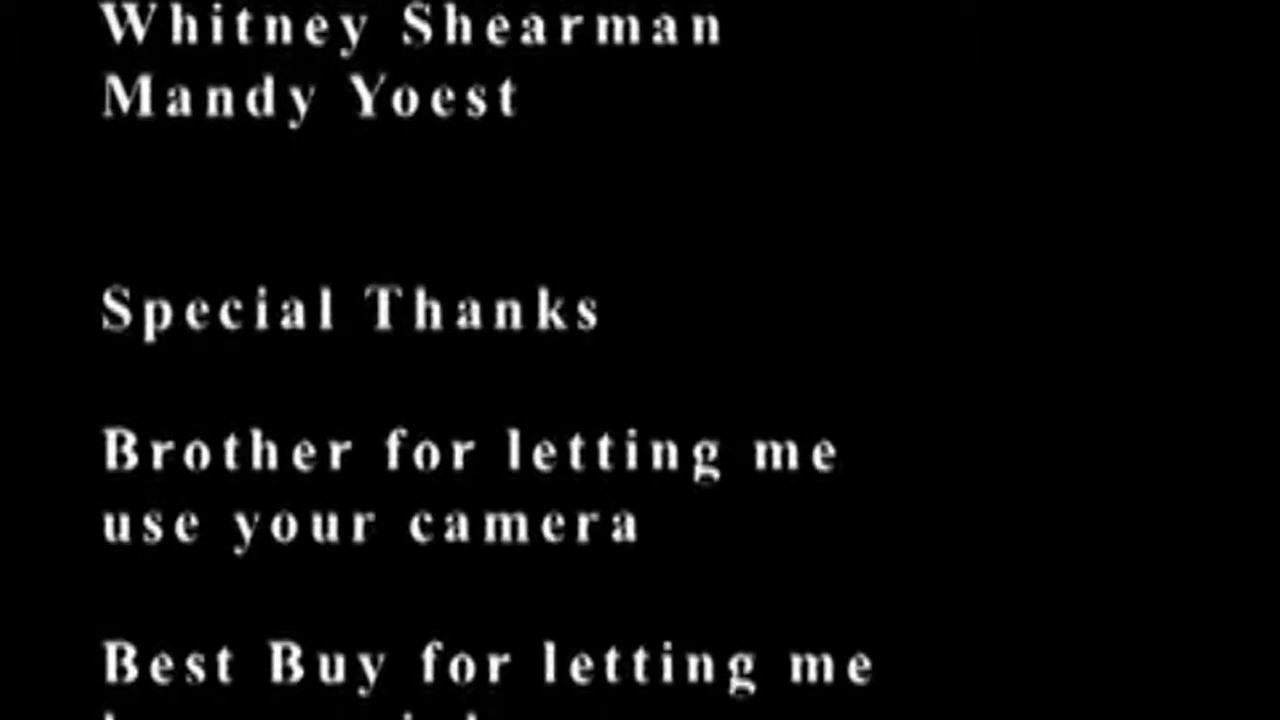 Whitney Shearman
Mandy Yoest
Special Thanks
Brother for letting me
use your camera
Best Buy for letting me